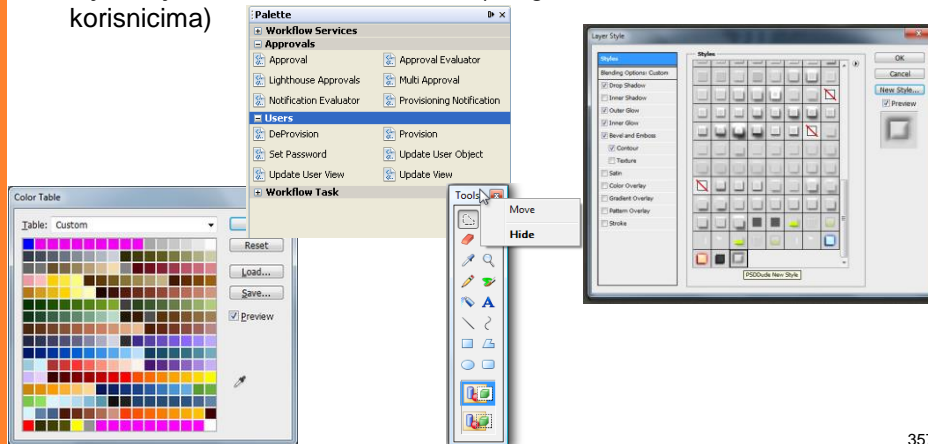 korisnicima)
Palette
Workflow Services
Approvals
Approval
Approval Evaluator
Lighthouse Approvals
Multi Approval
Notification Evaluator
Provisioning Notification
Users
DeProvision
Provision
Set Password
Update User Object
Update User View
Update View
Workflow Task
Layer Style
Styles
Blending Options: Custom
Drop Shadow
Inner Shadow
Outer Glow
Inner Glow
Bevel and Emboss
Contour
Texture
Satin
Color Overlay
Gradient Overlay
Pattern Overlay
Stroke
Styles
OK
Cancel
New Style...
Preview
PSDDude New Style
Color Table
Table: Custom
Reset
Load...
Save...
Preview
Tools
Move
Hide
A
357